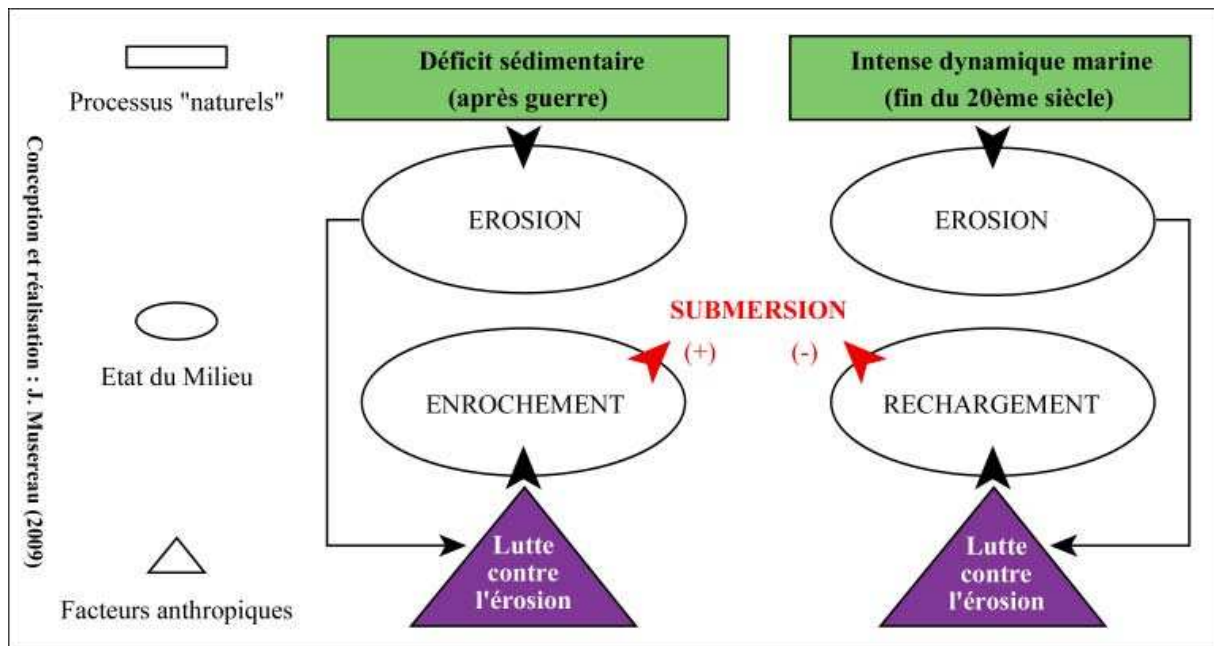 Processus "naturels"
Etat du Milieu
Facteurs anthropiques
Conception et réalisation : J. Musereau (2009)
Déficit sédimentaire
(après guerre)
EROSION
ENROCHEMENT
Lutte
contre
l'érosion
SUBMERSION
(+) (-)
Intense dynamique marine
(fin du 20ème siècle)
EROSION
RECHARGEMENT
Lutte
contre
l'érosion